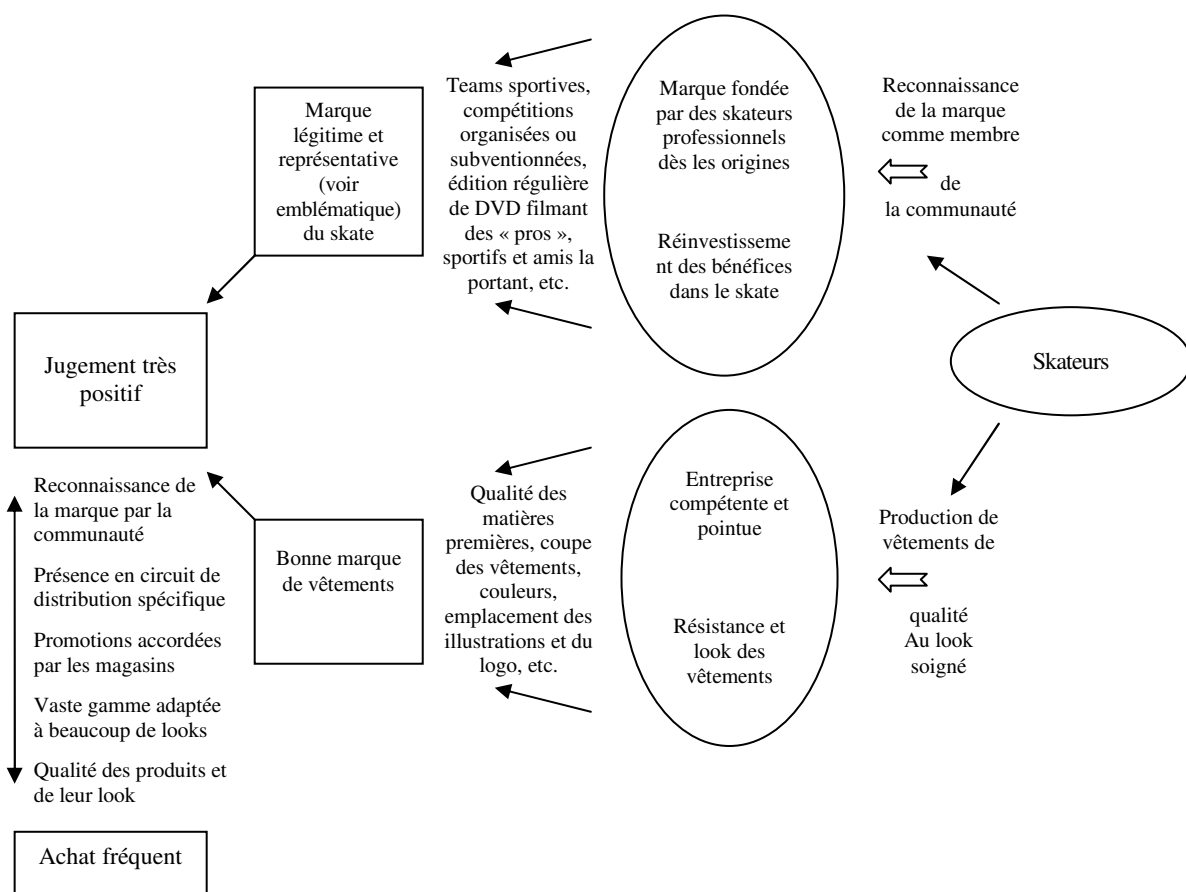 Teams sportives,
compétitions
organisées ou
subventionnées,
édition régulière
de DVD filmant
des « pros »,
sportifs et amis la
portant, etc.
Marque
légitime et
représentative
(voir
emblématique)
du skate
Marque fondée
par des skateurs
professionnels
dès les origines
Réinvestisseme
nt des bénéfices
dans le skate
Reconnaissance
de la marque
comme membre
de
la communauté
Jugement très
positif
Skateurs
Reconnaissance de
la marque par la
communauté
Présence en circuit de
distribution spécifique
Promotions accordées
par les magasins
Vaste gamme adaptée
à beaucoup de looks
Qualité des produits et
de leur look
Bonne marque
de vêtements
Qualité des
matières
premières, coupe
des vêtements,
couleurs,
emplacement des
illustrations et du
logo, etc.
Entreprise
compétente et
pointue
Résistance et
look des
vêtements
Production de
vêtements de
qualité
Au look
soigné
Achat fréquent